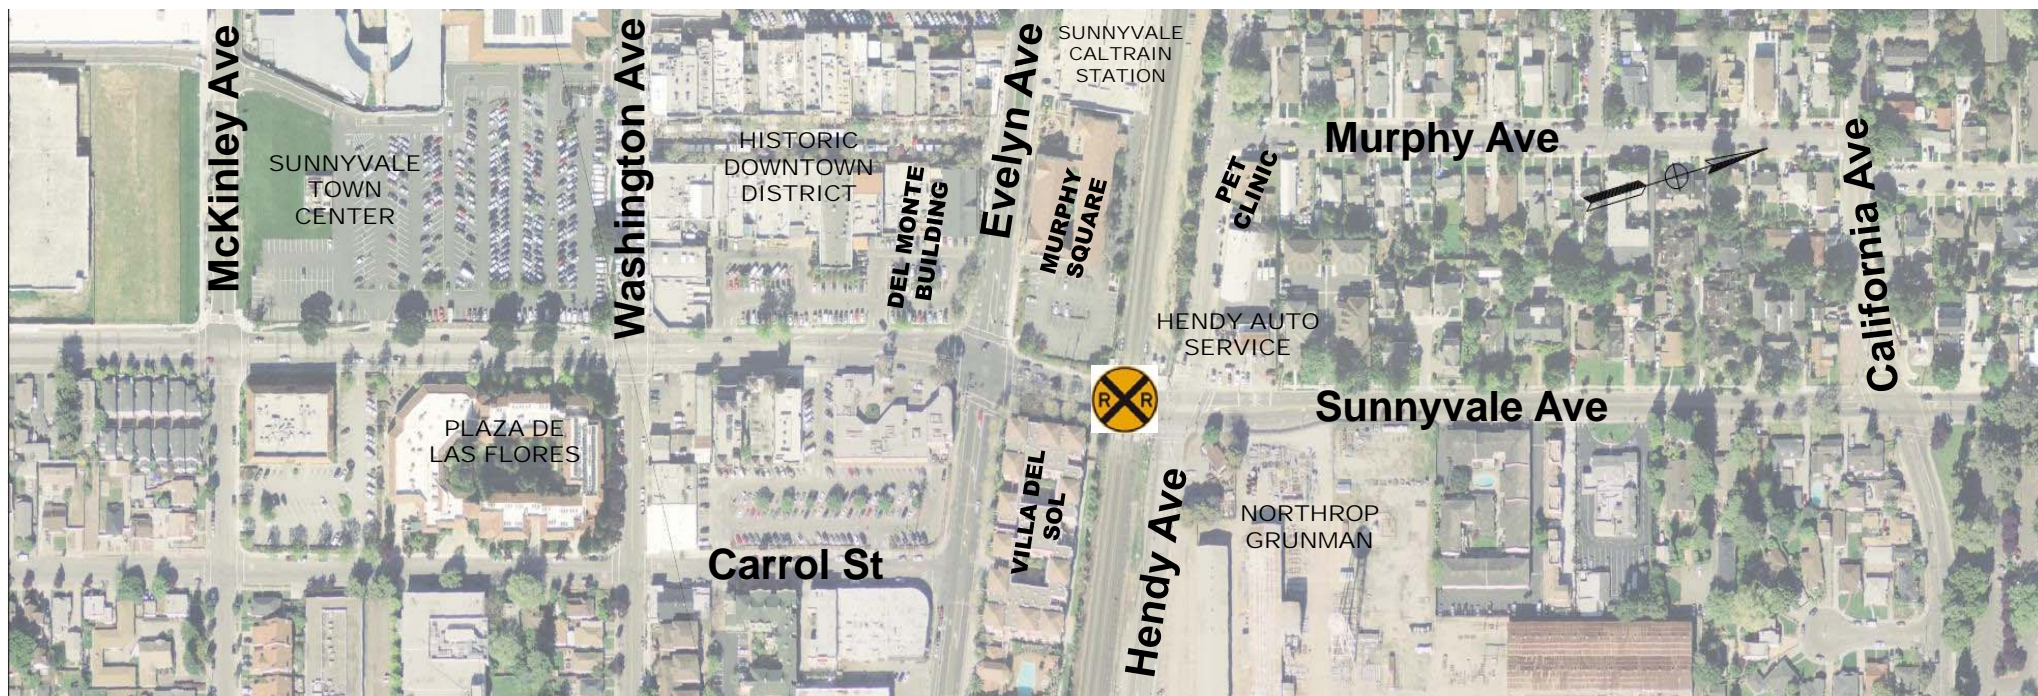 McKinley Ave
SUNNYVALE
TOWN
CENTER
Washington Ave
HISTORIC
DOWNTOWN
DISTRICT
DEL MONTE
BUILDING
Evelyn Ave
SUNNYVALE
CALTRAIN
STATION
MURPHY
SQUARE
PET
CLINIC
Murphy Ave
California Ave
HENDY AUTO
SERVICE
R R
Sunnyvale Ave
PLAZA DE
LAS FLORES
VILLA DEL
SOL
Hendy Ave
NORTHROP
GRUNMAN
Carrol St